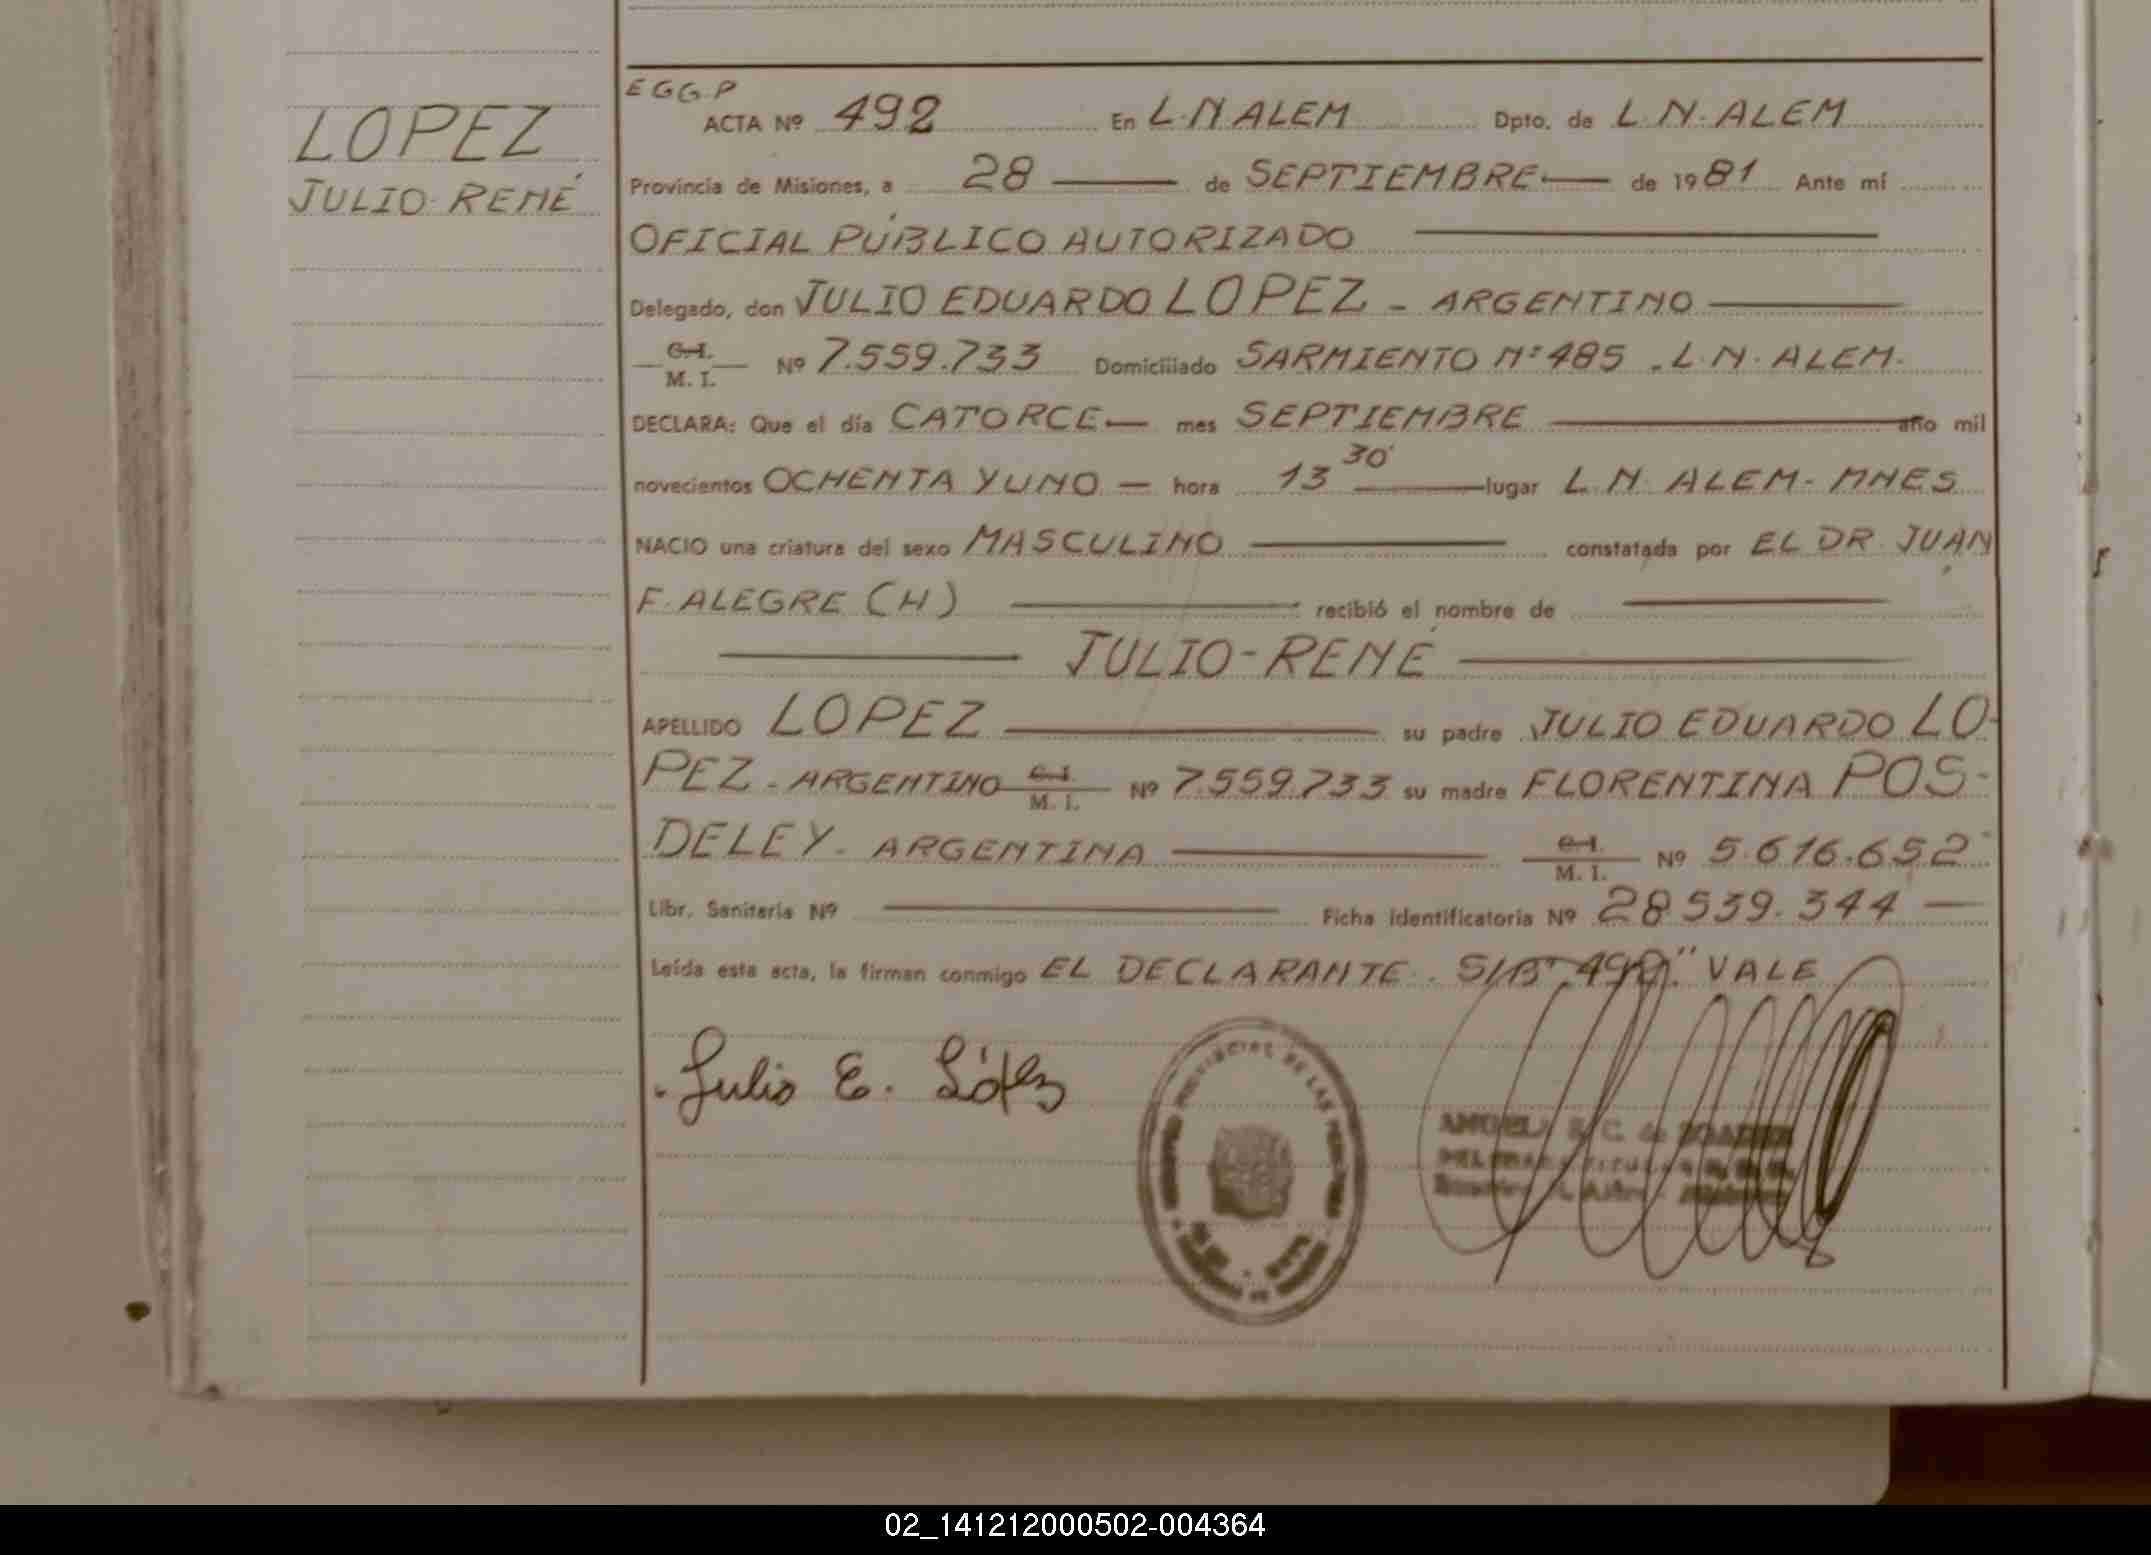 LOPEZ
JULIO-RENÉ
EGG.P
ACTA Nº 492 En L.N ALEM Dpto. de L.N. ALEM
Provincia de Misiones, a 28 de SEPTIEMBRE de 1981 Ante mí
OFICIAL PÚBLICO AUTORIZADO
Delegado, don JULIO EDUARDO LOPEZ - ARGENTINO
C.I. M. I. Nº 7.559.733 Domiciliado SARMIENTO Nº 485 . L.N. ALEM.
DECLARA: Que el día CATORCE mes SEPTIEMBRE año mil
novecientos OCHENTA Y UNO hora 13 30' lugar L.N. ALEM - MNES
NACIO una criatura del sexo MASCULINO constatada por EL DR. JUAN
F. ALEGRE (H) recibió el nombre de
JULIO-RENÉ
APELLIDO LOPEZ su padre JULIO EDUARDO LO-
PEZ - ARGENTINO C.I. M. I. Nº 7.559.733 su madre FLORENTINA POS-
DELEY - ARGENTINA C.I. M. I. Nº 5.616.652
Libr. Sanitaria Nº Ficha identificatoria Nº 28.539.344
Leída esta acta, la firman conmigo EL DECLARANTE. S/B "492" VALE
Julio E. López
02_141212000502-004364